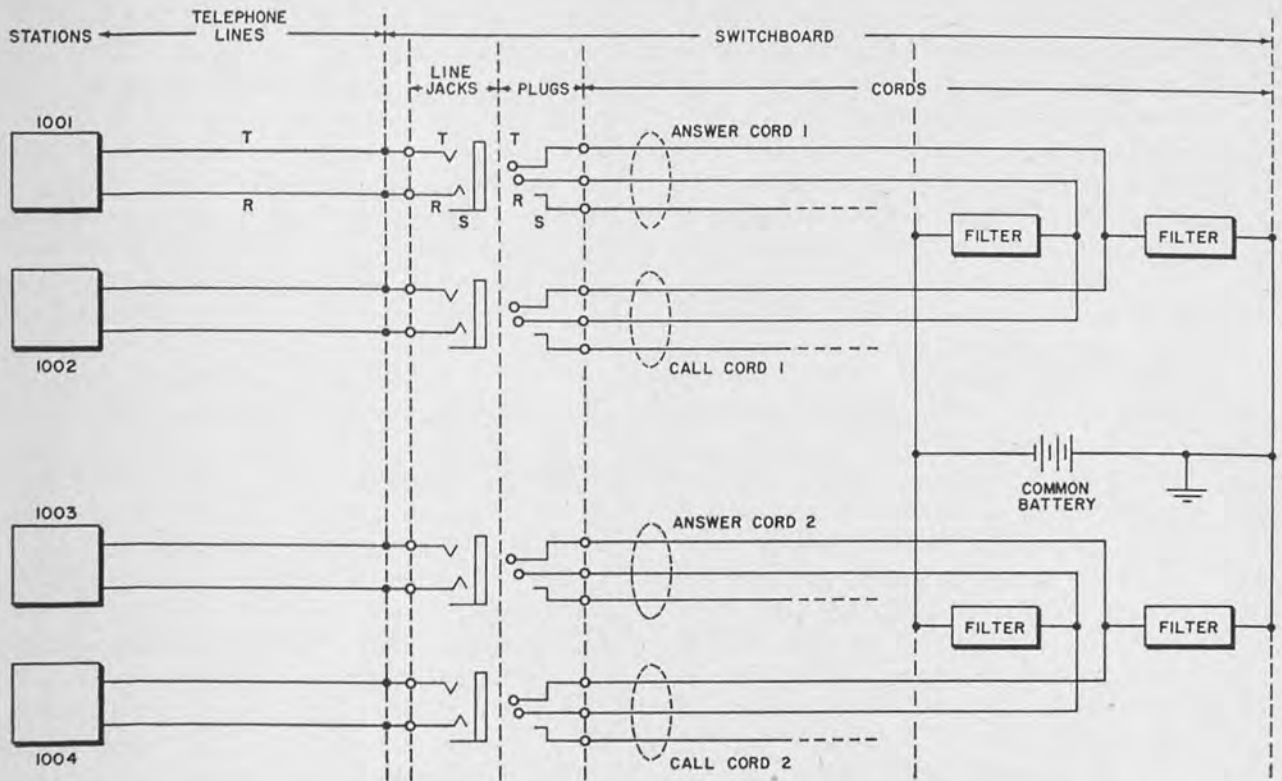 STATIONS
TELEPHONE
LINES
SWITCHBOARD
LINE
JACKS
PLUGS
CORDS
1001
T
R
T
R
S
T
R
S
ANSWER CORD 1
FILTER
FILTER
1002
CALL CORD 1
COMMON
BATTERY
1003
ANSWER CORD 2
FILTER
FILTER
1004
CALL CORD 2